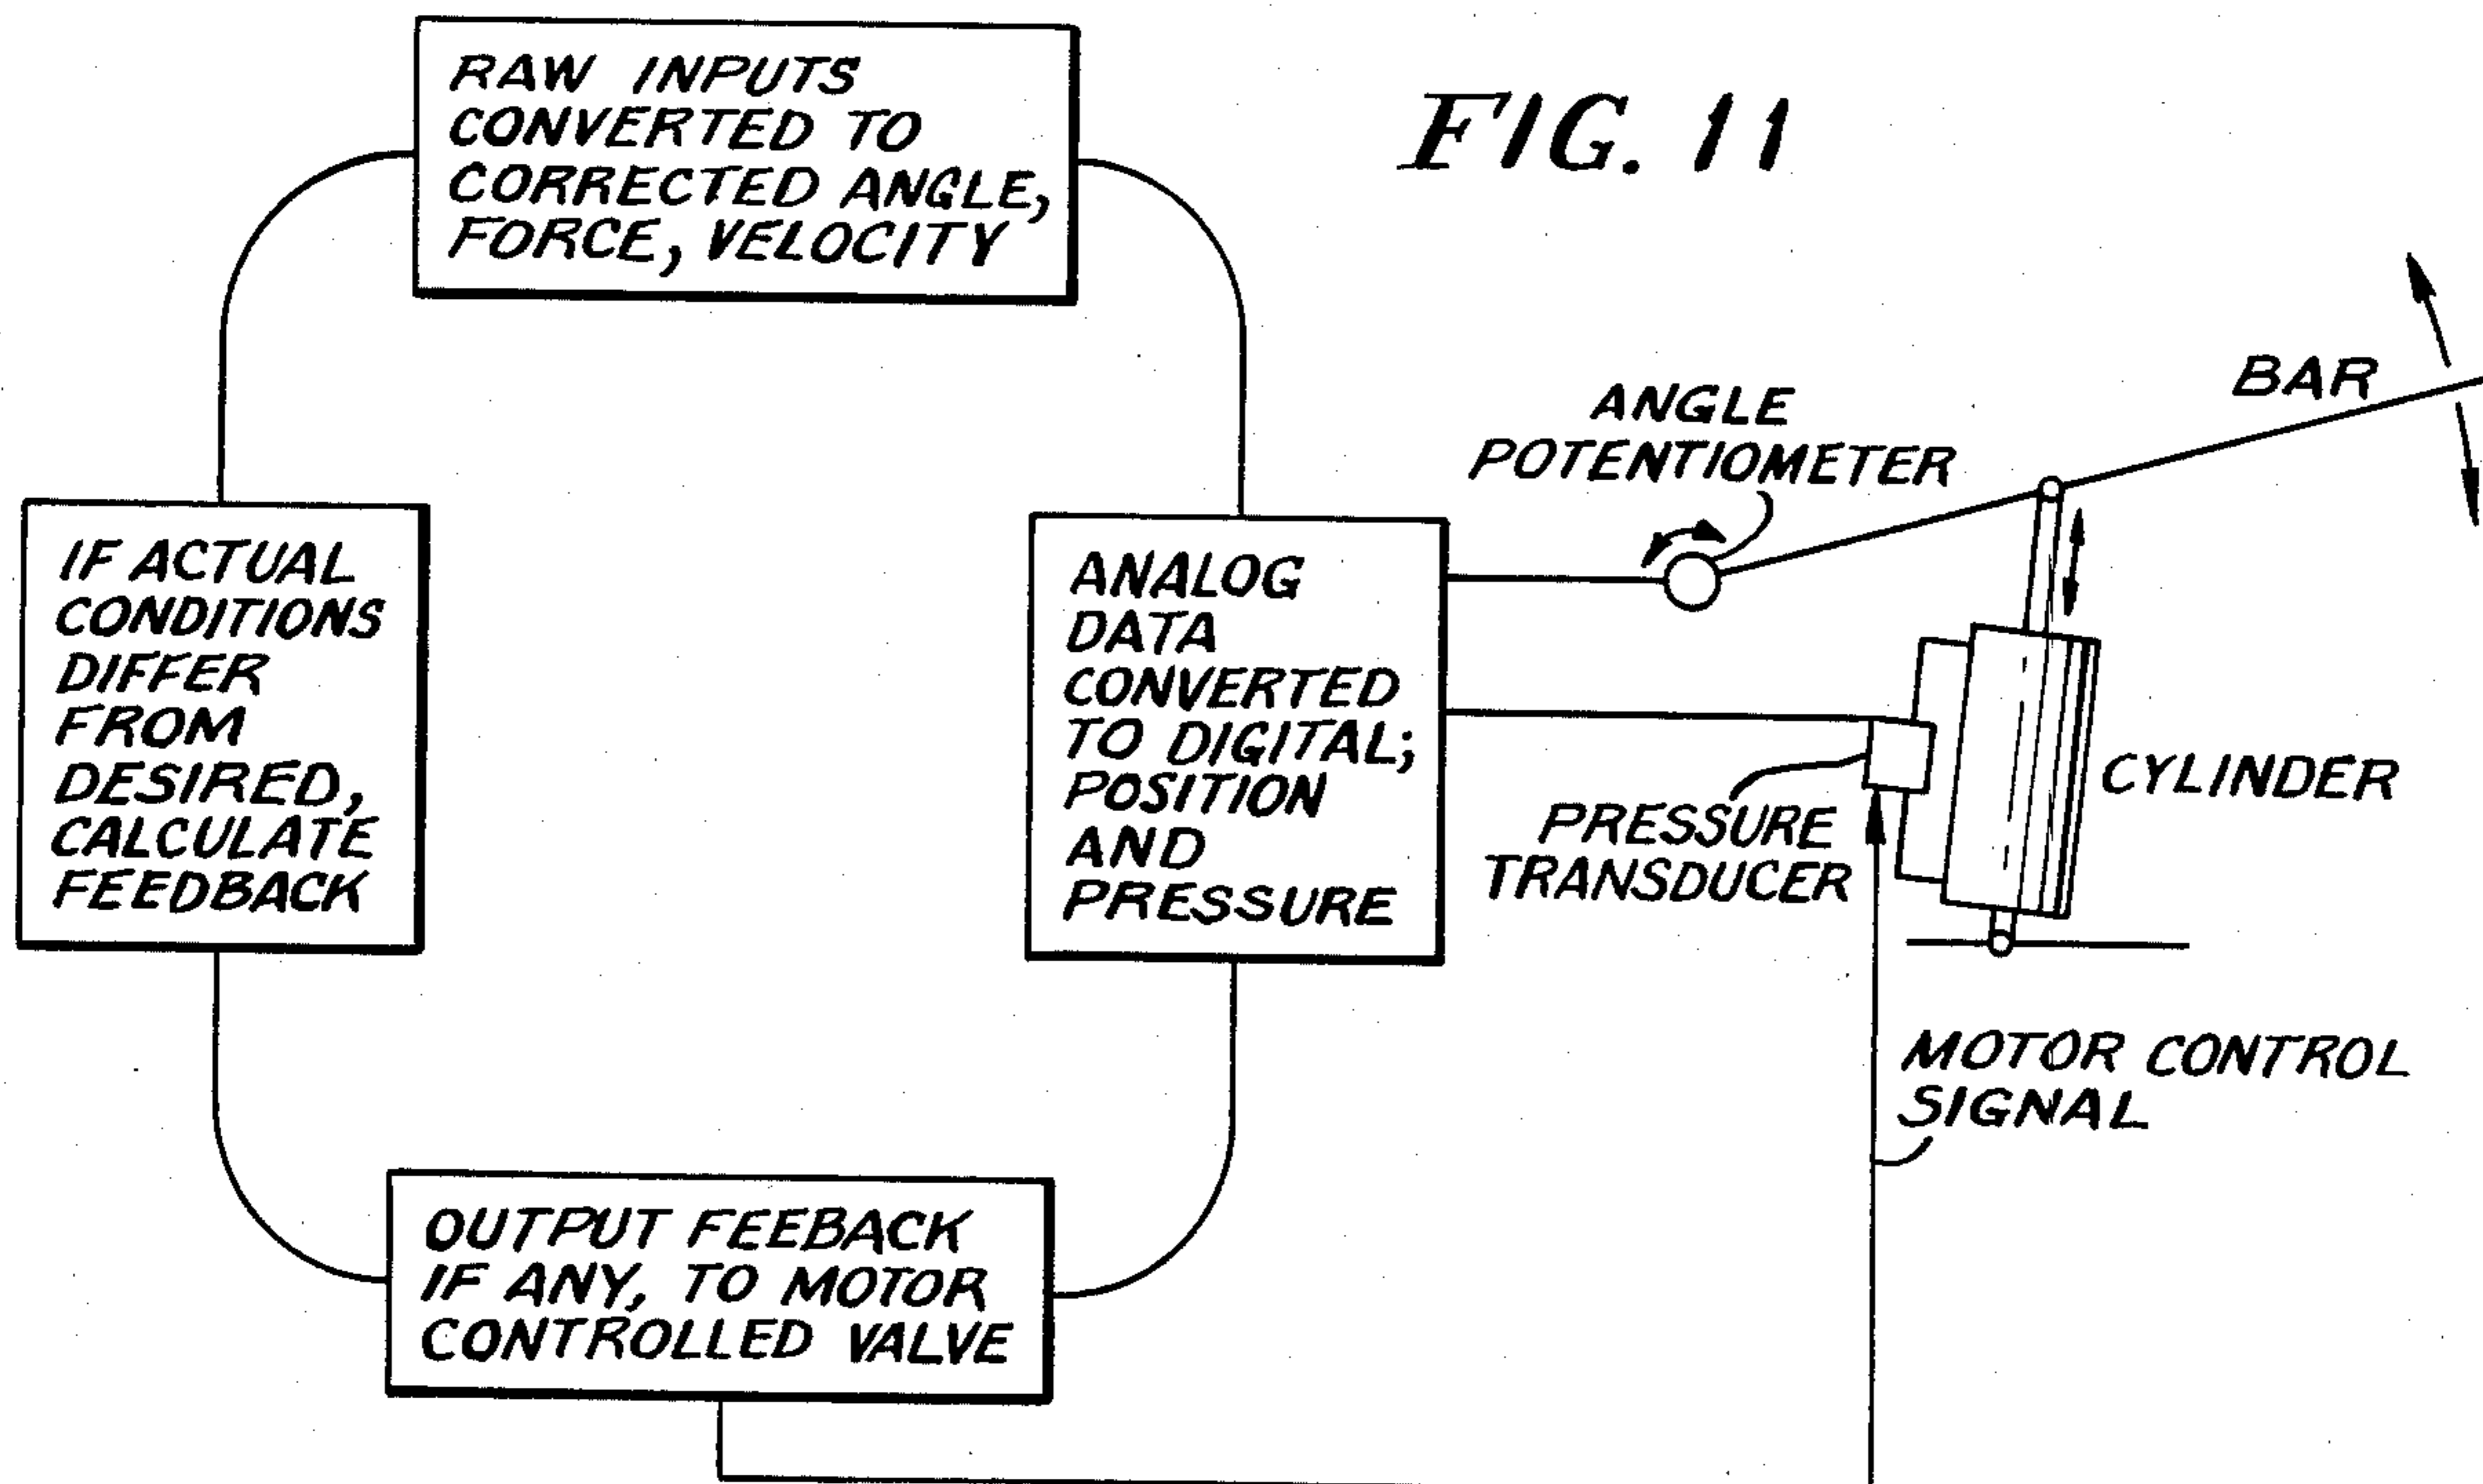 RAW INPUTS
CONVERTED TO
CORRECTED ANGLE,
FORCE, VELOCITY
FIG. 11
BAR
ANGLE
POTENTIOMETER
IF ACTUAL
CONDITIONS
DIFFER
FROM
DESIRED,
CALCULATE
FEEDBACK
ANALOG
DATA
CONVERTED
TO DIGITAL;
POSITION
AND
PRESSURE
CYLINDER
PRESSURE
TRANSDUCER
MOTOR CONTROL
SIGNAL
OUTPUT FEEBACK
IF ANY, TO MOTOR
CONTROLLED VALVE